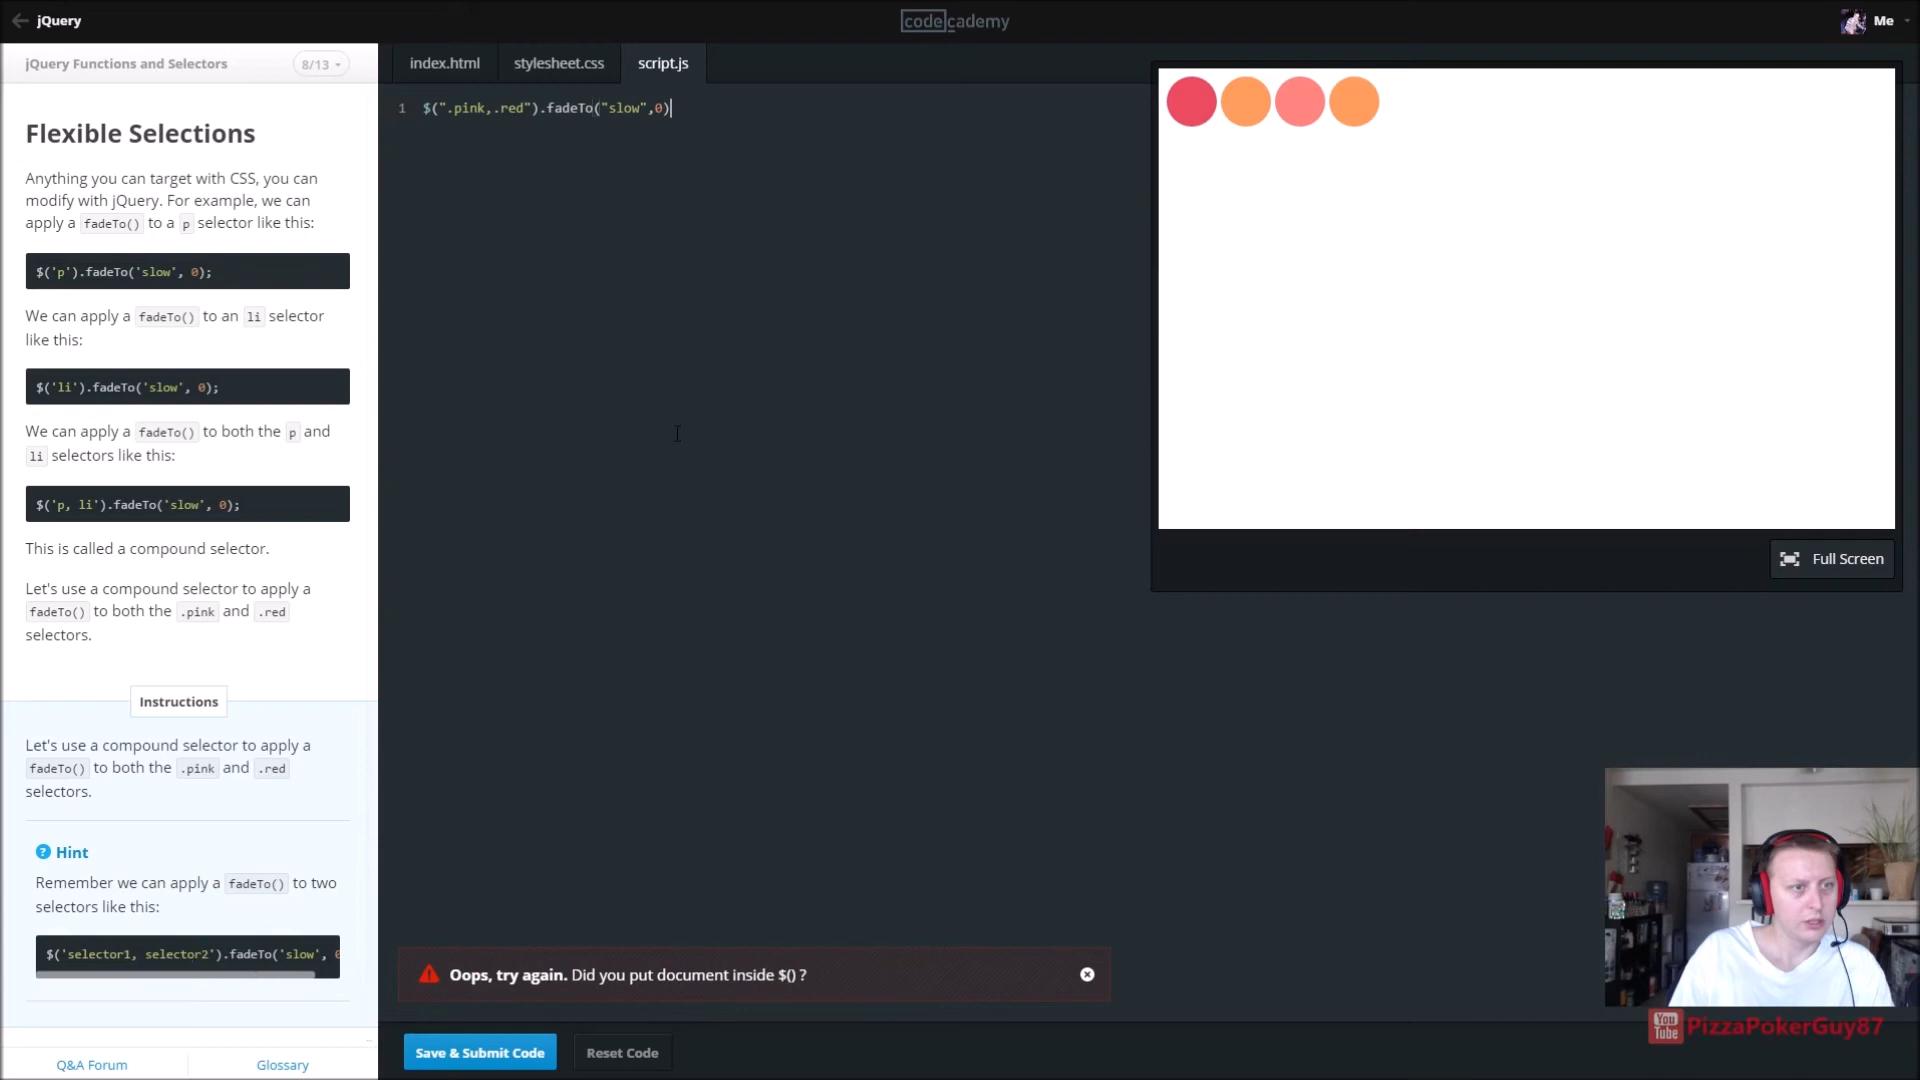 jQuery
codecademy
Me
jQuery Functions and Selectors
8/13
index.html
stylesheet.css
script.js
1 $(".pink,.red").fadeTo("slow",0)
Flexible Selections
Anything you can target with CSS, you can
modify with jQuery. For example, we can
apply a fadeTo() to a p selector like this:
$('p').fadeTo('slow', 0);
We can apply a fadeTo() to an li selector
like this:
$('li').fadeTo('slow', 0);
We can apply a fadeTo() to both the p and
li selectors like this:
$('p, li').fadeTo('slow', 0);
This is called a compound selector.
Let's use a compound selector to apply a
fadeTo() to both the .pink and .red
selectors.
Instructions
Let's use a compound selector to apply a
fadeTo() to both the .pink and .red
selectors.
? Hint
Remember we can apply a fadeTo() to two
selectors like this:
$('selector1, selector2').fadeTo('slow',
Q&A Forum
Glossary
Full Screen
Oops, try again. Did you put document inside $() ?
Save & Submit Code
Reset Code
You Tube PizzaPokerGuy87